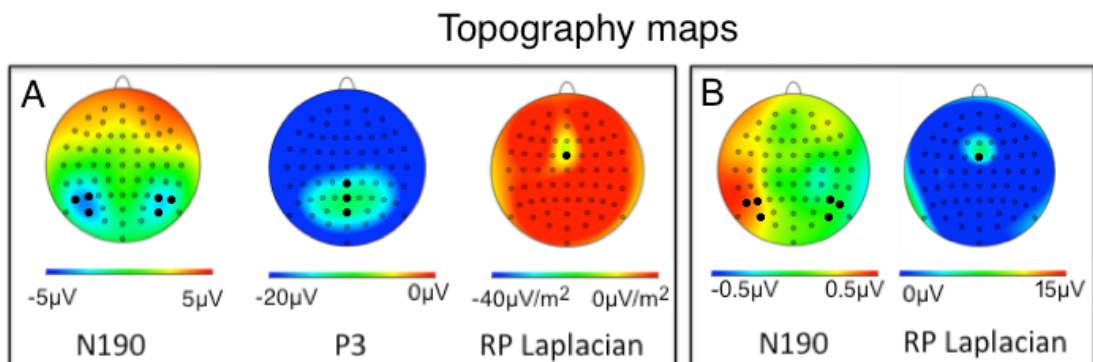 Topography maps
A
B
-5µV 5µV
-20µV 0µV
-40µV/m2 0µV/m2
-0.5µV 0.5µV
0µV 15µV
N190
P3
RP Laplacian
N190
RP Laplacian